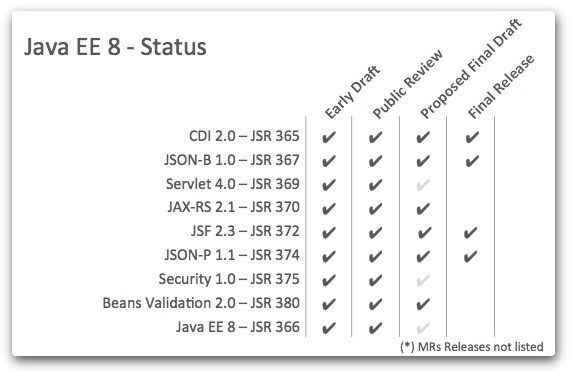 Java EE 8 - Status
Early Draft
Public Review
Proposed Final Draft
Final Release
CDI 2.0 – JSR 365 ✔ ✔ ✔ ✔
JSON-B 1.0 – JSR 367 ✔ ✔ ✔ ✔
Servlet 4.0 – JSR 369 ✔ ✔ ✔
JAX-RS 2.1 – JSR 370 ✔ ✔ ✔
JSF 2.3 – JSR 372 ✔ ✔ ✔ ✔
JSON-P 1.1 – JSR 374 ✔ ✔ ✔ ✔
Security 1.0 – JSR 375 ✔ ✔ ✔
Beans Validation 2.0 – JSR 380 ✔ ✔ ✔
Java EE 8 – JSR 366 ✔ ✔ ✔
(*) MRs Releases not listed